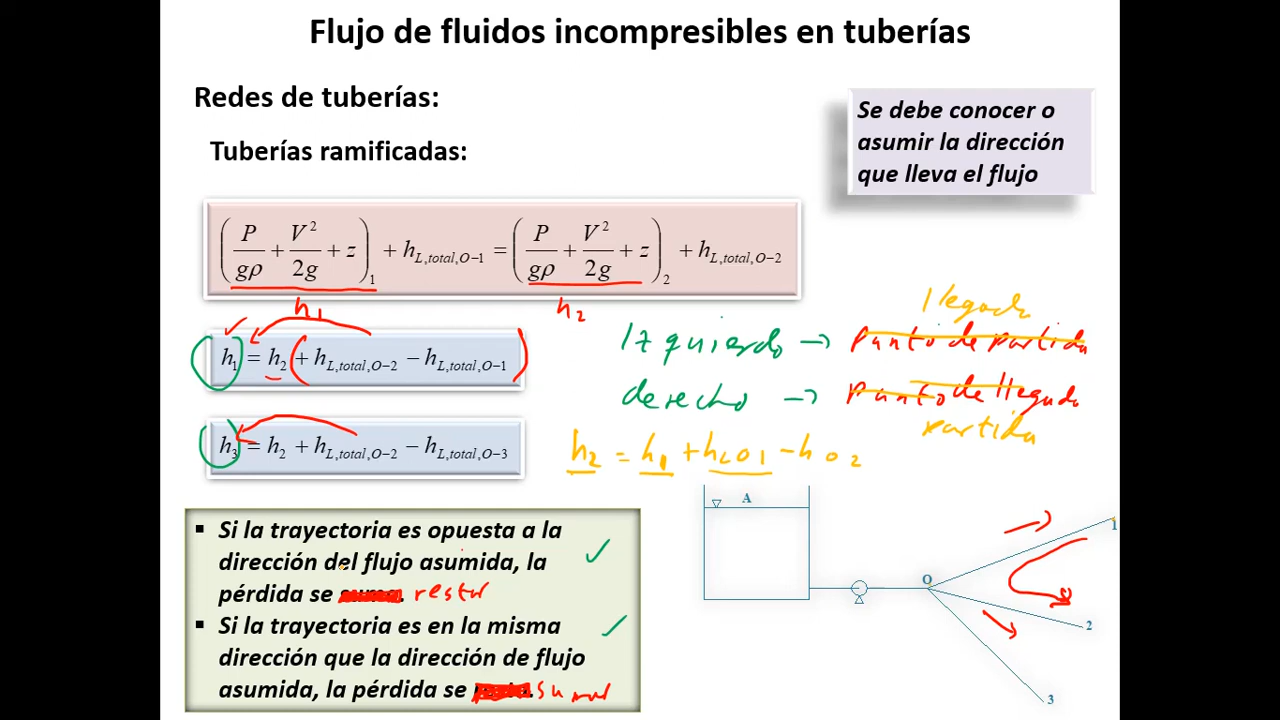 Flujo de fluidos incompresibles en tuberías
Redes de tuberías:
Se debe conocer o
asumir la dirección
que lleva el flujo
Tuberías ramificadas:
(P/gρ + V²/2g + z)₁ + h_L,total,O−1 = (P/gρ + V²/2g + z)₂ + h_L,total,O−2
h₁ h₂
llegada
h₁ = h₂ + h_L,total,O−2 − h_L,total,O−1
Izquierdo → punto de partida
derecho → punto de llegada
partida
h₃ = h₂ + h_L,total,O−2 − h_L,total,O−3
h₂ = h₁ + hLO1 − hO2
▪ Si la trayectoria es opuesta a la
dirección del flujo asumida, la
pérdida se resta
▪ Si la trayectoria es en la misma
dirección que la dirección de flujo
asumida, la pérdida se
A
O
1
2
3